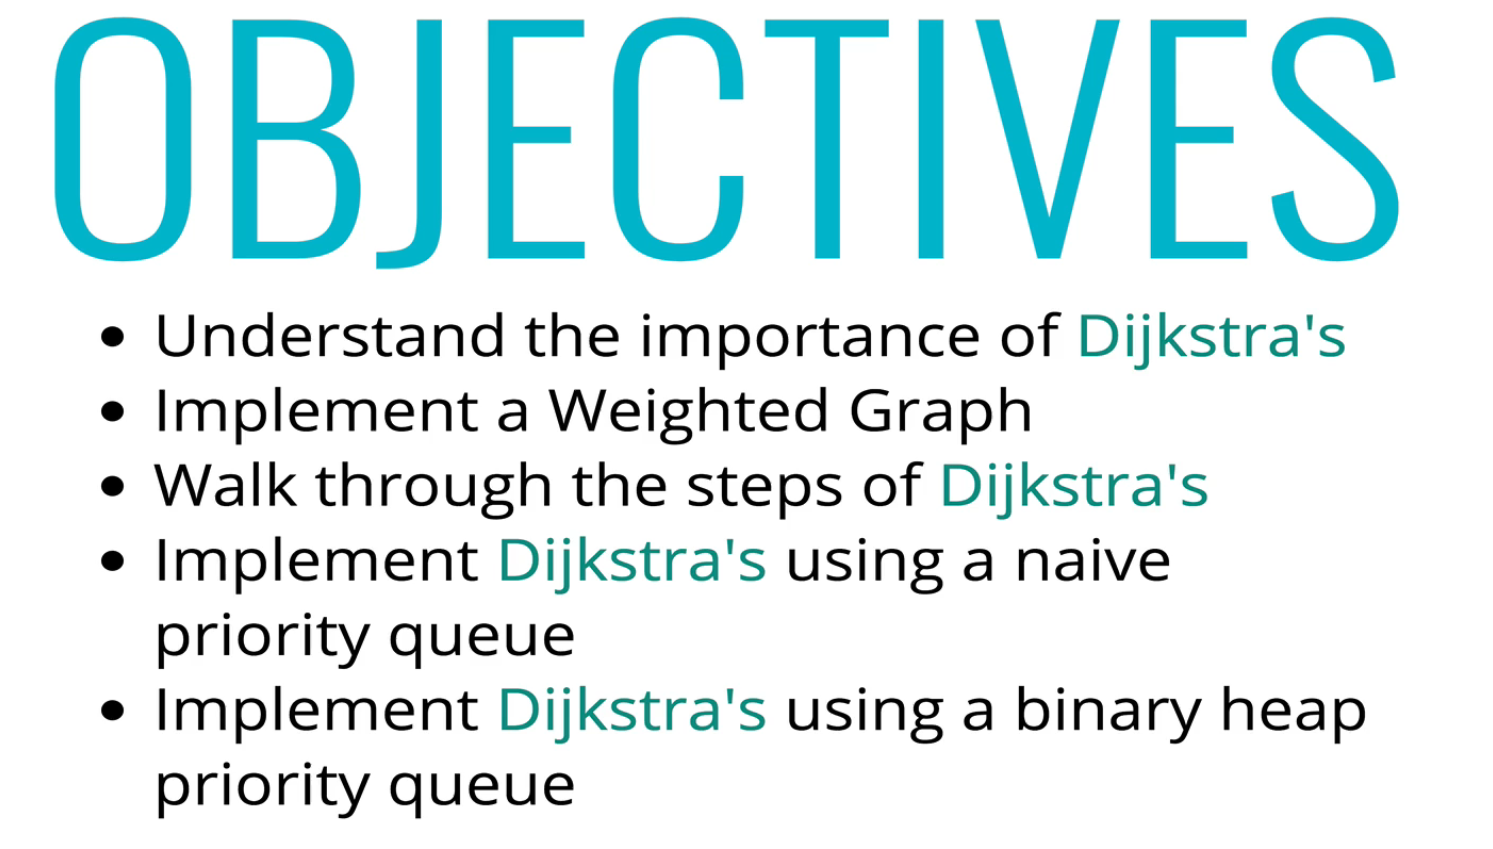 OBJECTIVES
• Understand the importance of Dijkstra's
• Implement a Weighted Graph
• Walk through the steps of Dijkstra's
• Implement Dijkstra's using a naive
priority queue
• Implement Dijkstra's using a binary heap
priority queue